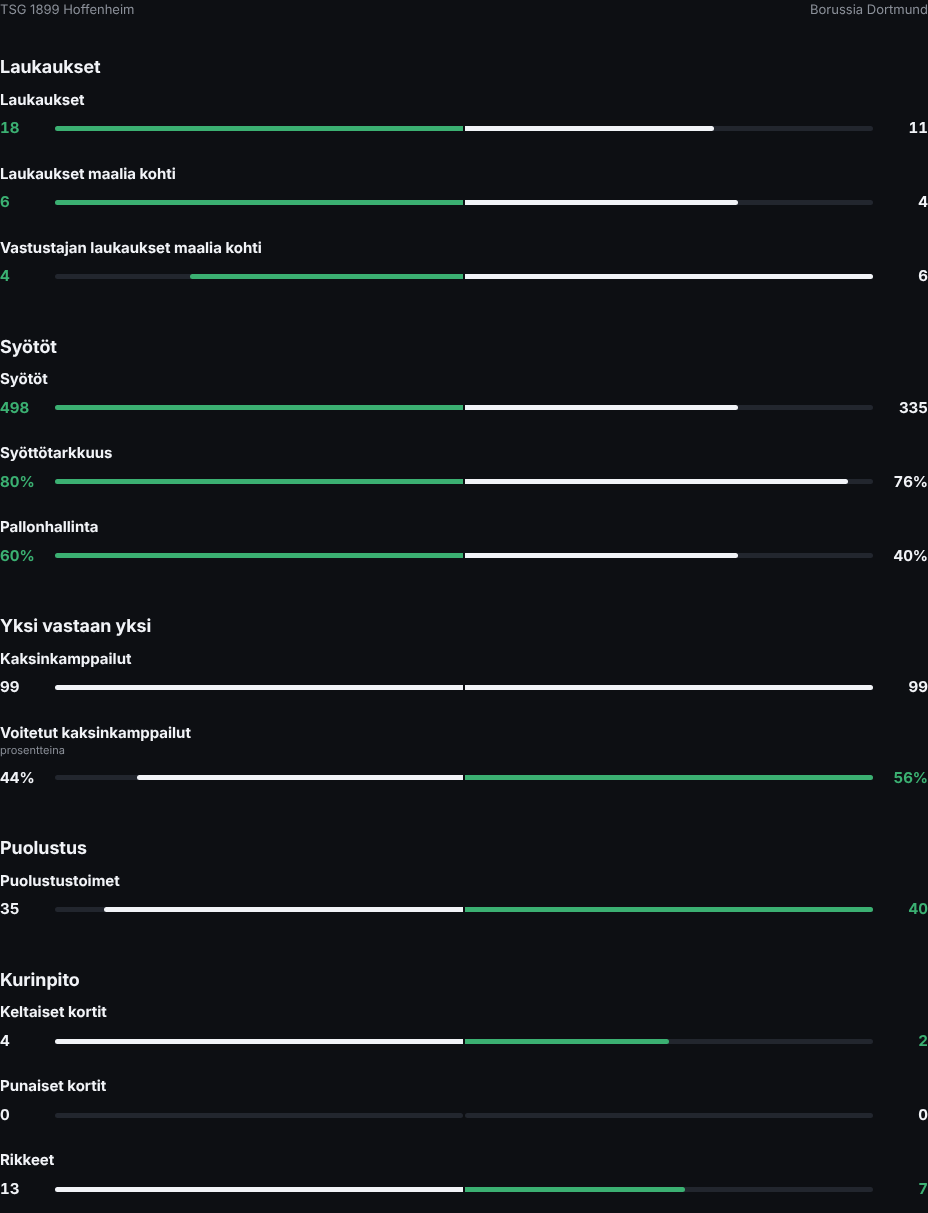 TSG 1899 Hoffenheim Borussia Dortmund
Laukaukset
Laukaukset
18 11
Laukaukset maalia kohti
6 4
Vastustajan laukaukset maalia kohti
4 6
Syötöt
Syötöt
498 335
Syöttötarkkuus
80% 76%
Pallonhallinta
60% 40%
Yksi vastaan yksi
Kaksinkamppailut
99 99
Voitetut kaksinkamppailut
prosentteina
44% 56%
Puolustus
Puolustustoimet
35 40
Kurinpito
Keltaiset kortit
4 2
Punaiset kortit
0 0
Rikkeet
13 7